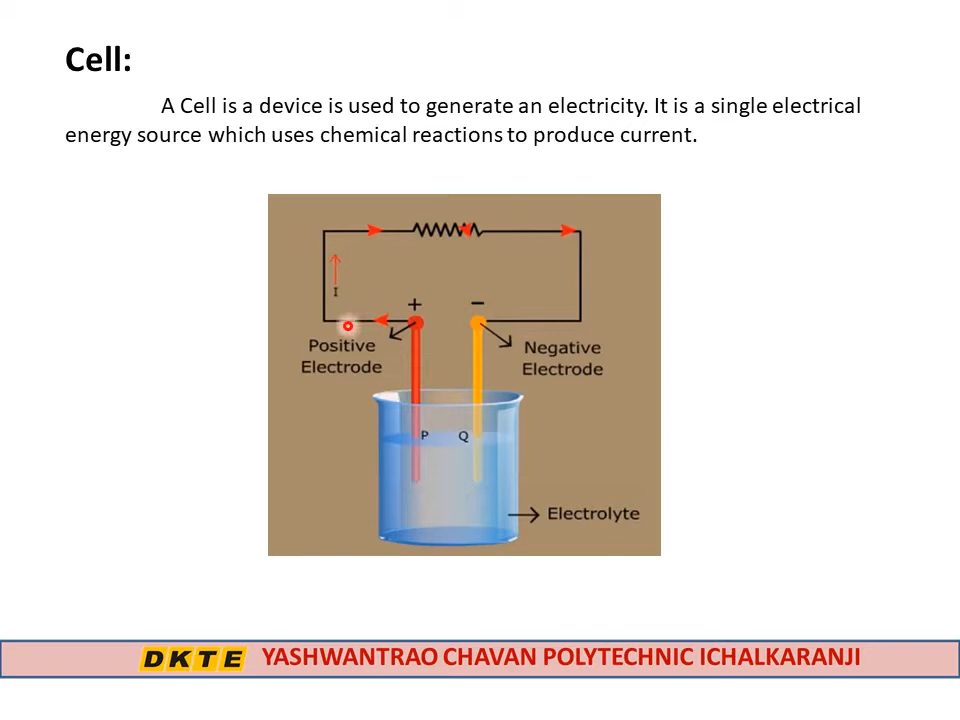 Cell:
A Cell is a device is used to generate an electricity. It is a single electrical
energy source which uses chemical reactions to produce current.
I
+ −
Positive
Electrode
Negative
Electrode
P Q
Electrolyte
DKTE YASHWANTRAO CHAVAN POLYTECHNIC ICHALKARANJI